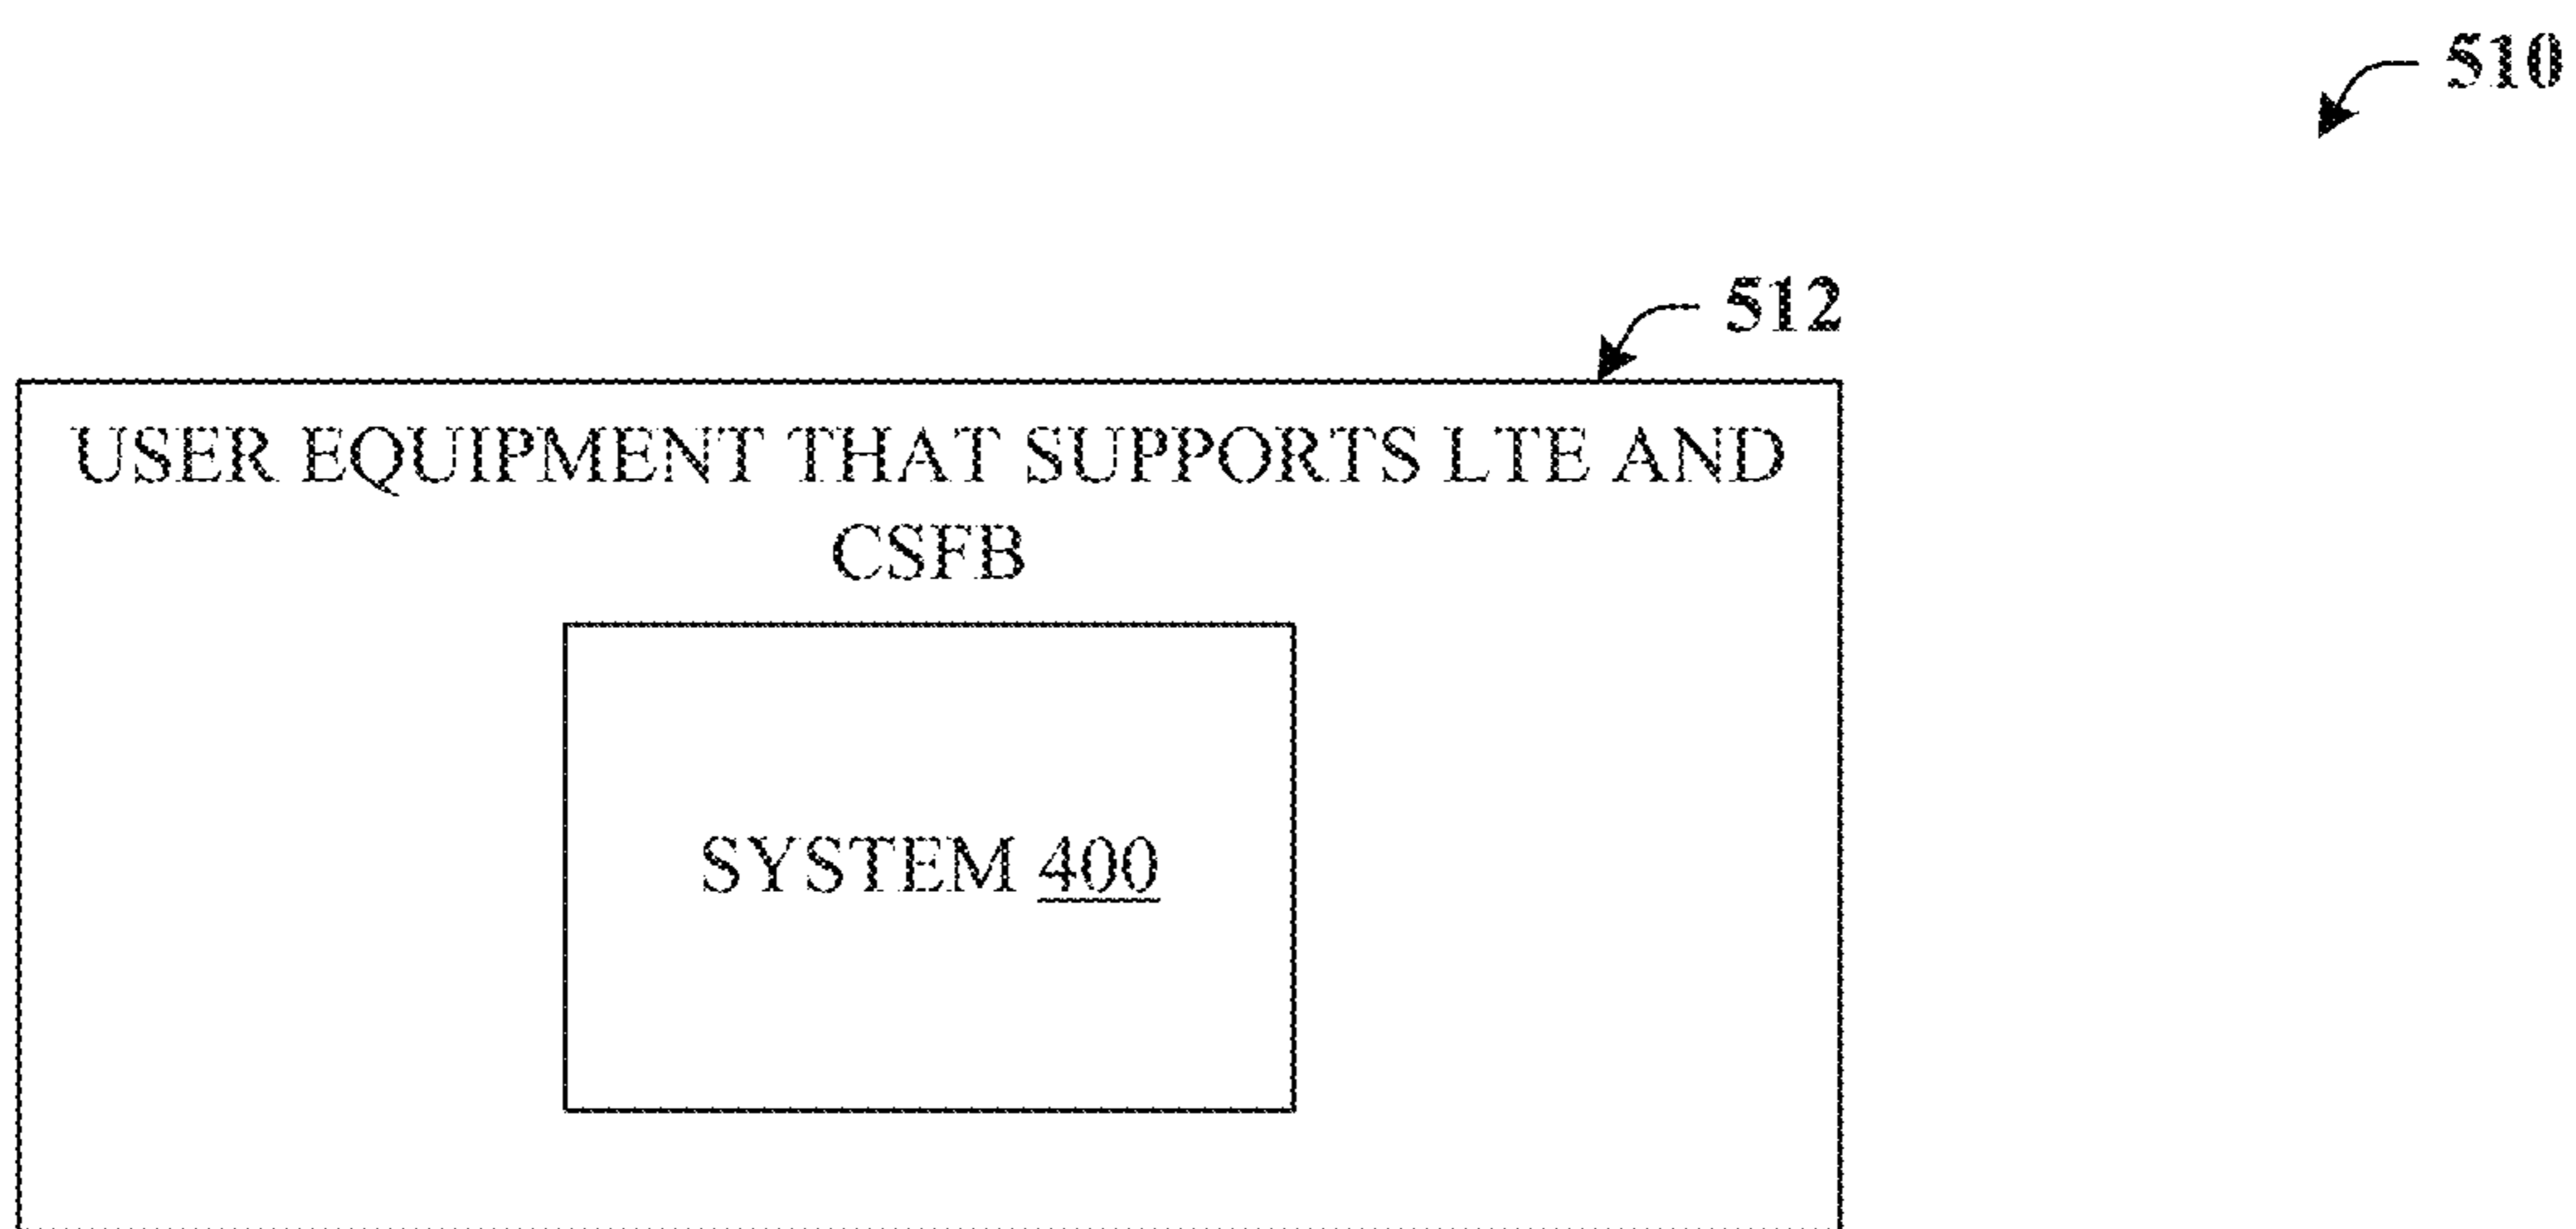 510
512
USER EQUIPMENT THAT SUPPORTS LTE AND
CSFB
SYSTEM 400